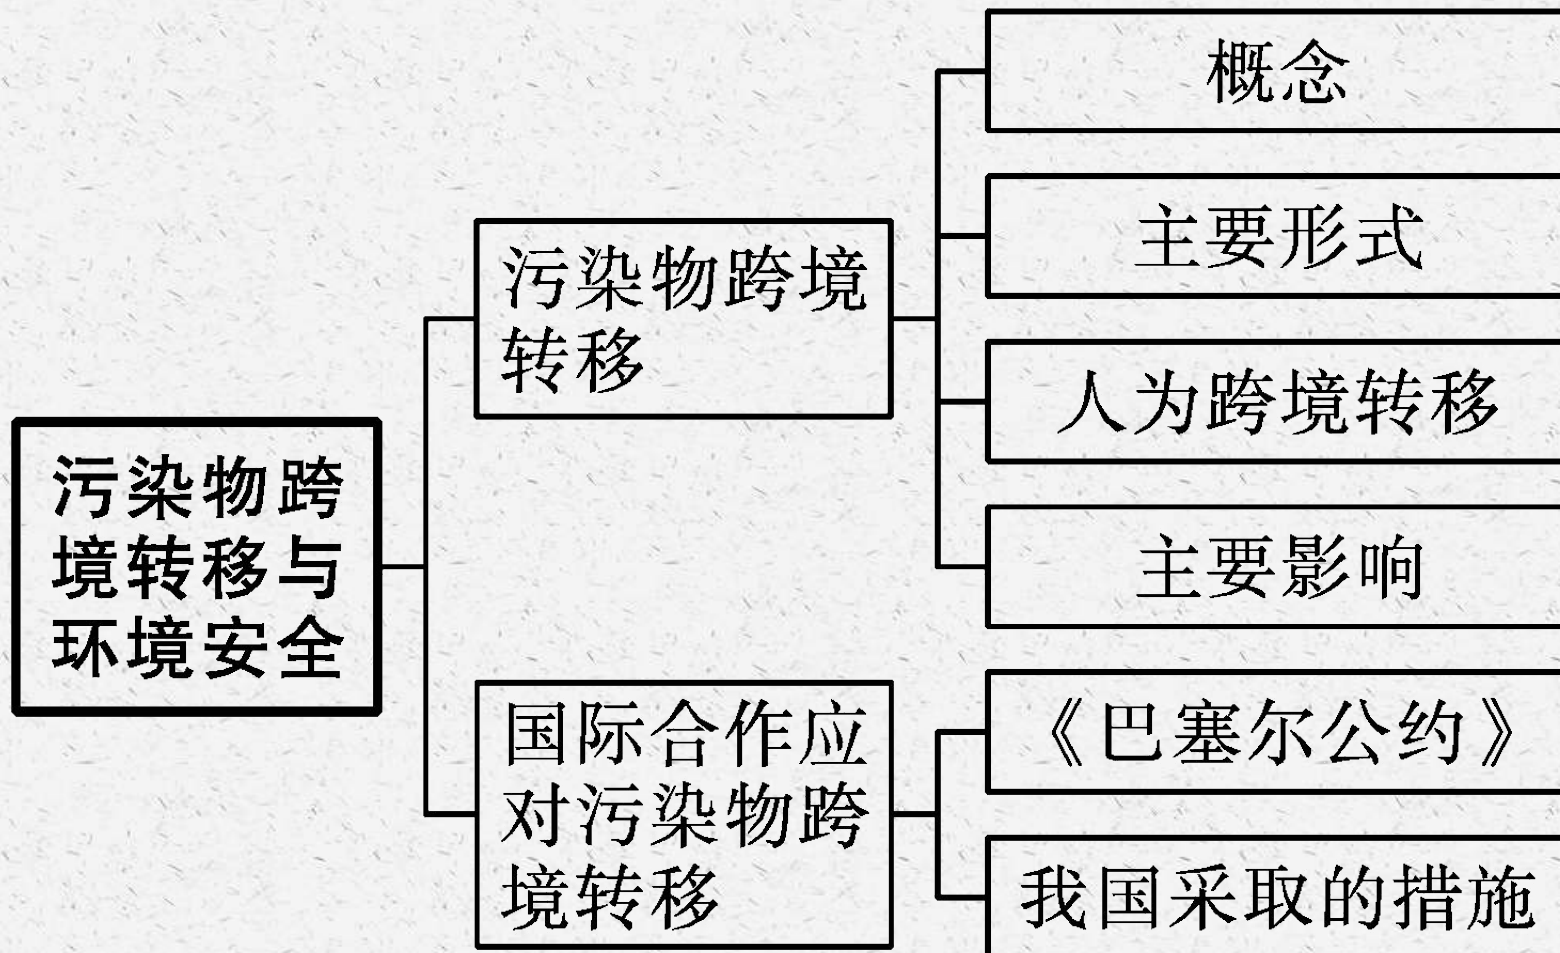 污染物跨
境转移与
环境安全
污染物跨境
转移
概念
主要形式
人为跨境转移
主要影响
国际合作应
对污染物跨
境转移
《巴塞尔公约》
我国采取的措施